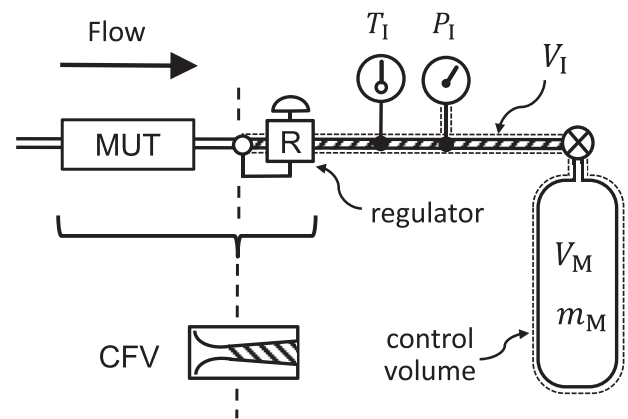 Flow
T_I
P_I
V_I
MUT
R
regulator
V_M
m_M
CFV
control
volume